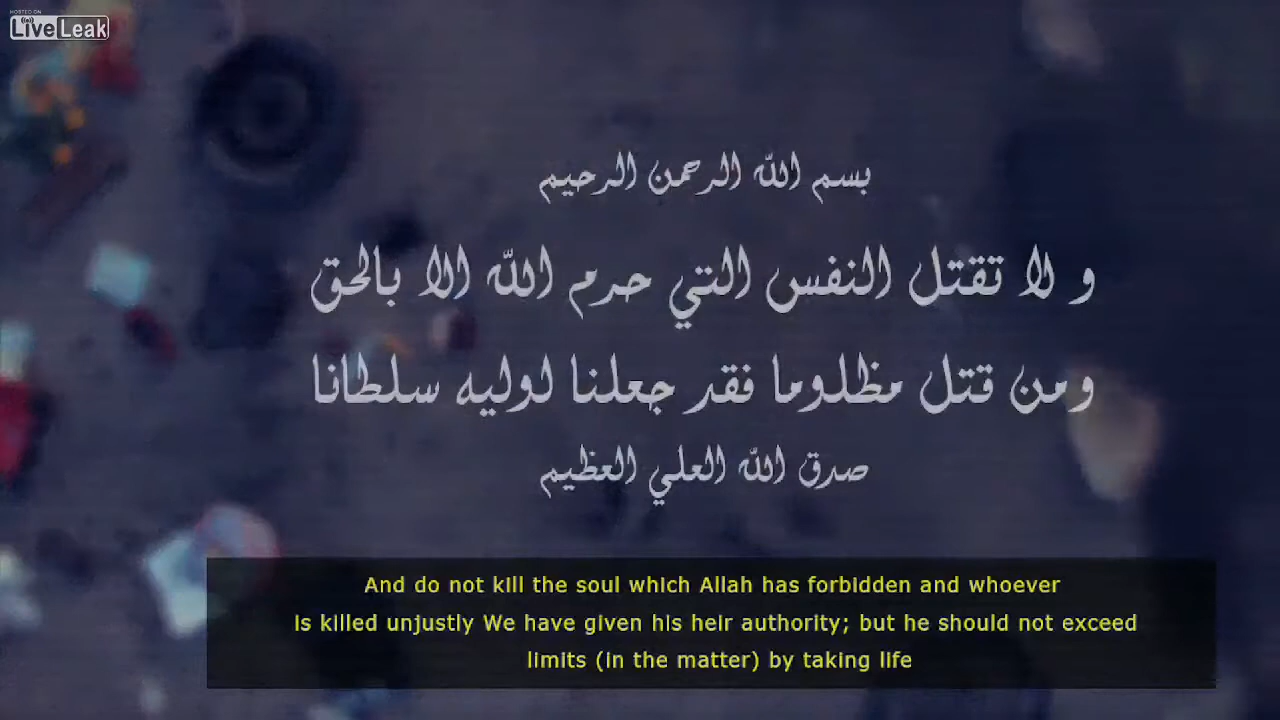 HOSTED ON
LiveLeak
بسم الله الرحمن الرحيم
و لا تقتل النفس التي حرم الله الا بالحق
ومن قتل مظلوما فقد جعلنا لوليه سلطانا
صدق الله العلي العظيم
And do not kill the soul which Allah has forbidden and whoever
is killed unjustly We have given his heir authority; but he should not exceed
limits (in the matter) by taking life